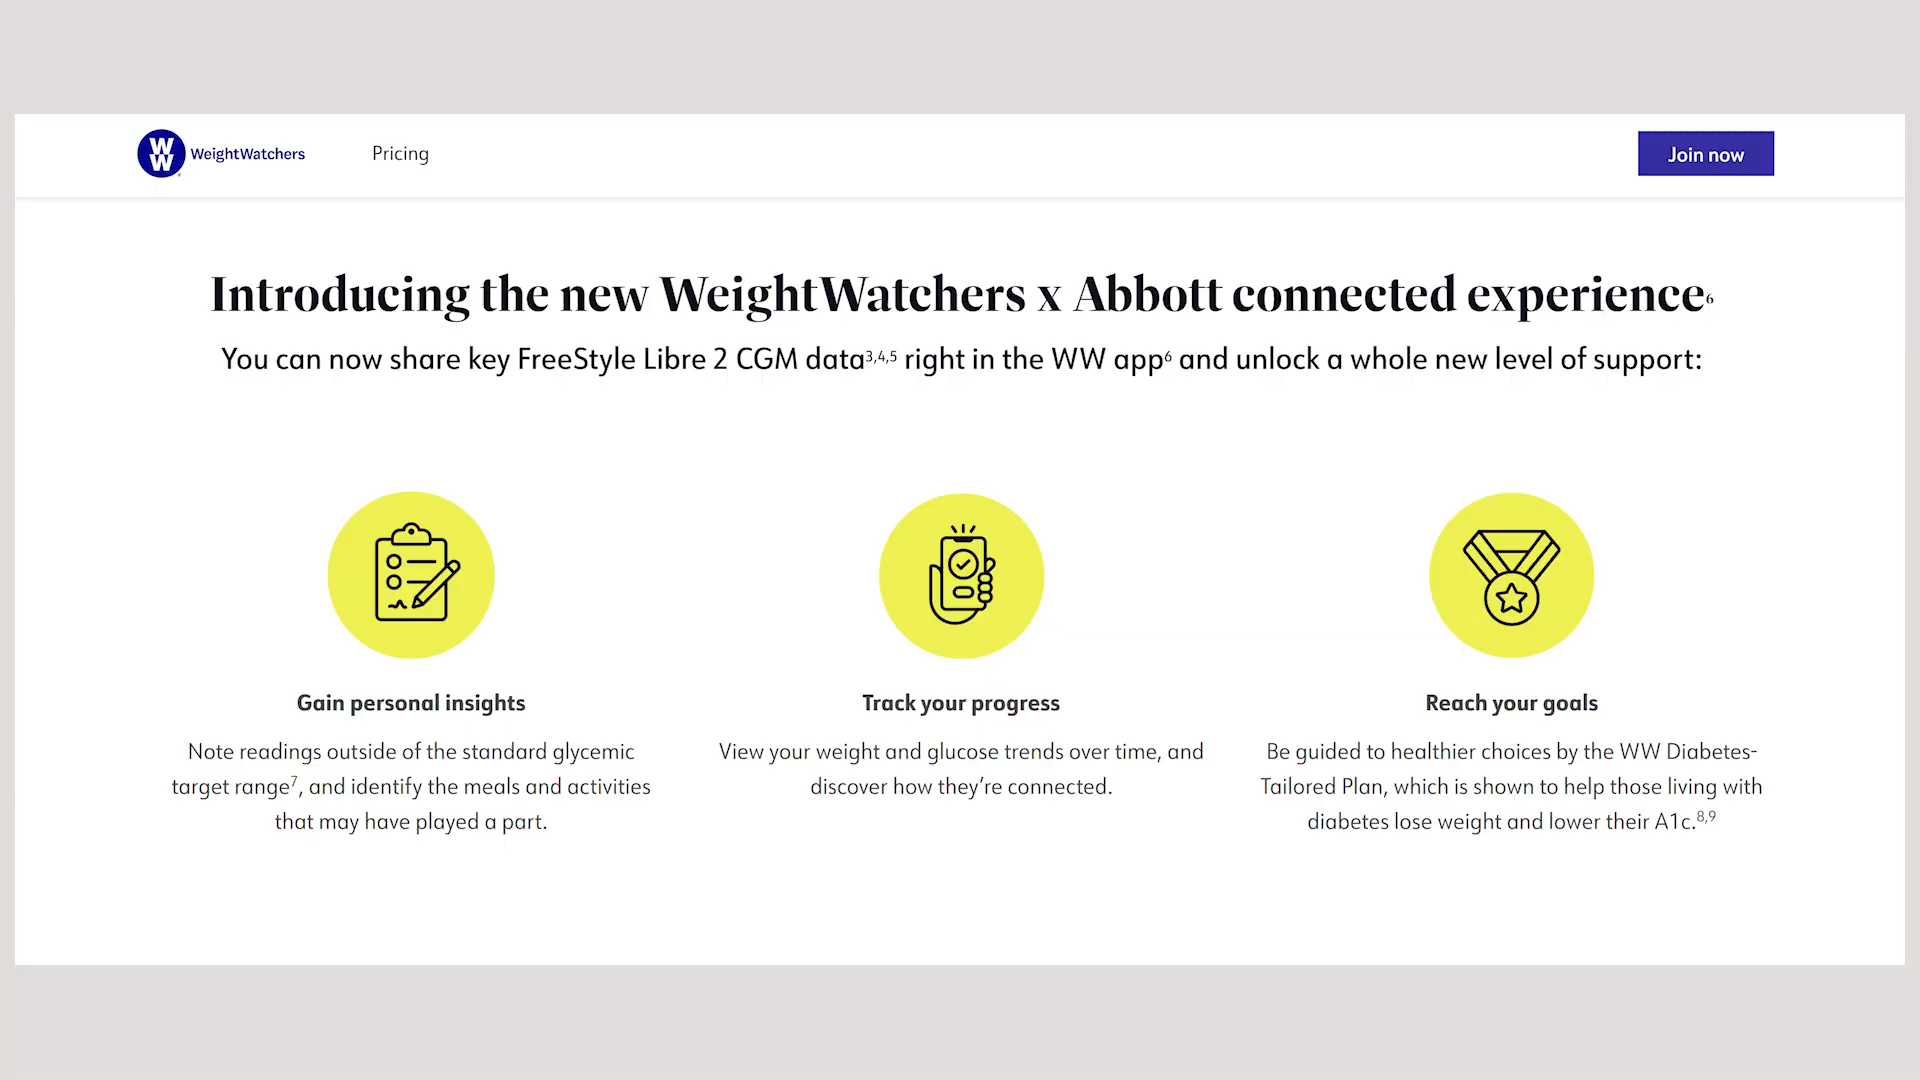 WW WeightWatchers Pricing Join now
Introducing the new WeightWatchers x Abbott connected experience⁶
You can now share key FreeStyle Libre 2 CGM data³,⁴,⁵ right in the WW app⁶ and unlock a whole new level of support:
Gain personal insights
Note readings outside of the standard glycemic
target range⁷, and identify the meals and activities
that may have played a part.
Track your progress
View your weight and glucose trends over time, and
discover how they’re connected.
Reach your goals
Be guided to healthier choices by the WW Diabetes-
Tailored Plan, which is shown to help those living with
diabetes lose weight and lower their A1c.⁸,⁹